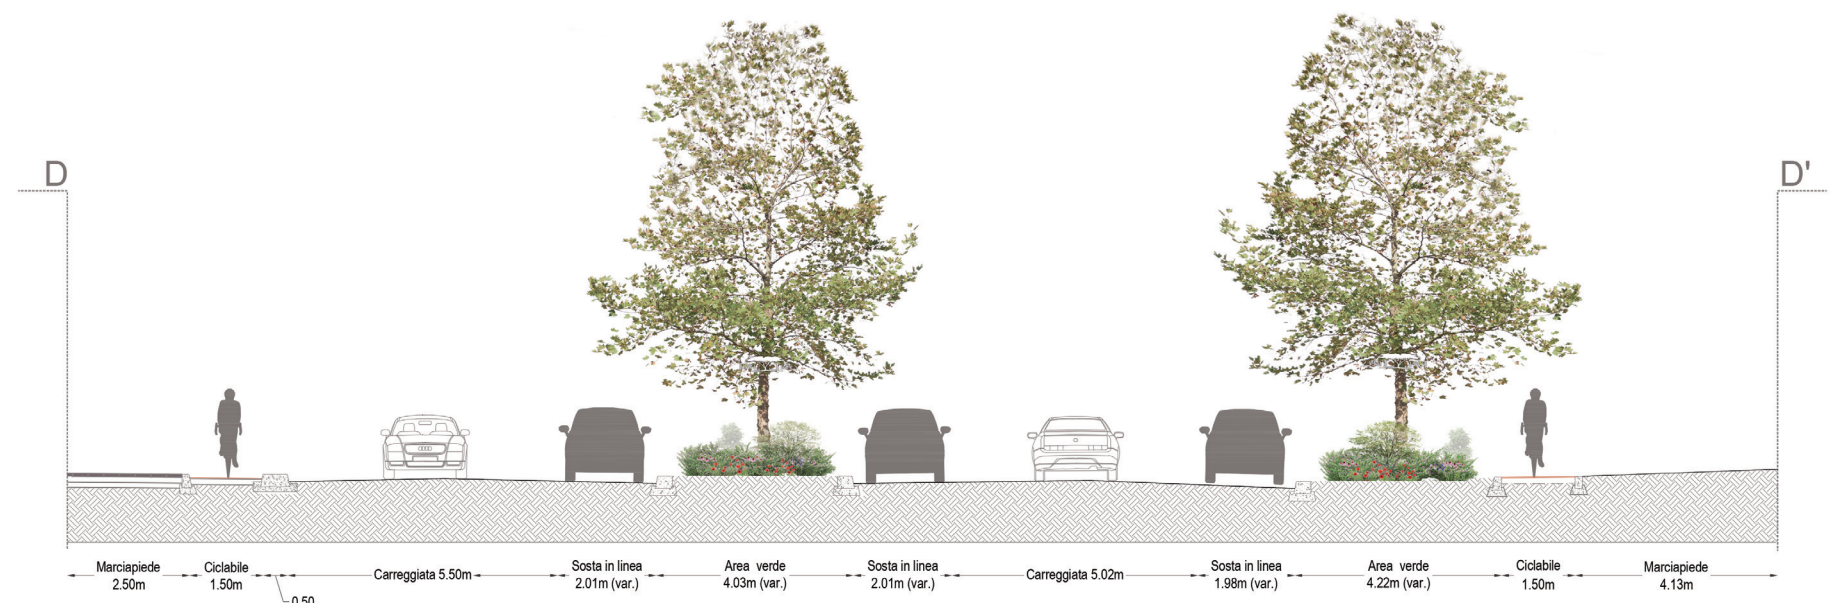 D
D'
Marciapiede
2.50m
Ciclabile
1.50m
0.50
Carreggiata 5.50m
Sosta in linea
2.01m (var.)
Area verde
4.03m (var.)
Sosta in linea
2.01m (var.)
Carreggiata 5.02m
Sosta in linea
1.98m (var.)
Area verde
4.22m (var.)
Ciclabile
1.50m
Marciapiede
4.13m